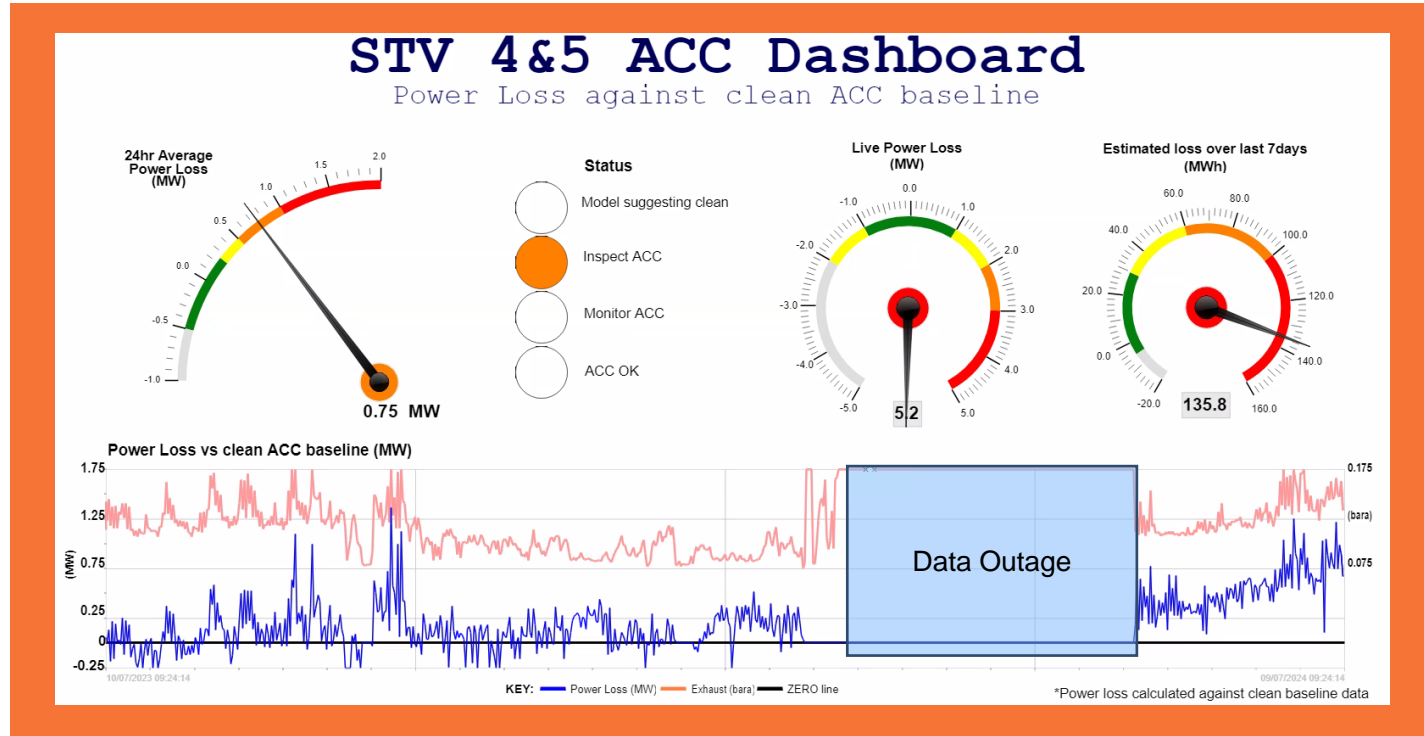 STV 4&5 ACC Dashboard
Power Loss against clean ACC baseline
24hr Average
Power Loss
(MW)
-1.0
-0.5
0.0
0.5
1.0
1.5
2.0
0.75 MW
Status
Model suggesting clean
Inspect ACC
Monitor ACC
ACC OK
Live Power Loss
(MW)
-5.0
-4.0
-3.0
-2.0
-1.0
0.0
1.0
2.0
3.0
4.0
5.0
5.2
Estimated loss over last 7days
(MWh)
-20.0
0.0
20.0
40.0
60.0
80.0
100.0
120.0
140.0
160.0
135.8
Power Loss vs clean ACC baseline (MW)
1.75
1.25
0.75
0.25
0
-0.25
(MW)
0.175
(bara)
0.075
Data Outage
10/07/2023 09:24:14
09/07/2024 09:24:14
KEY: Power Loss (MW) Exhaust (bara) ZERO line
*Power loss calculated against clean baseline data